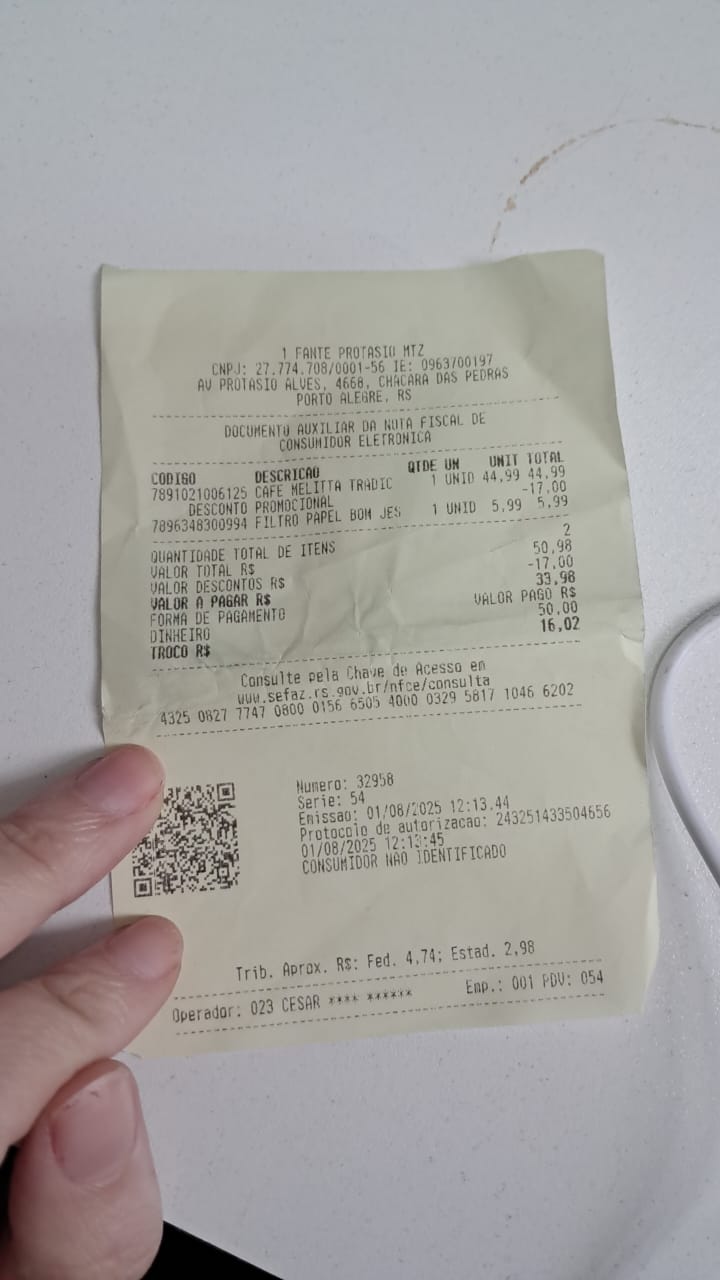 1 FANTE PROTASIO MTZ
CNPJ: 27.774.708/0001-56 IE: 0963700197
AV PROTASIO ALVES, 4668, CHACARA DAS PEDRAS
PORTO ALEGRE, RS
DOCUMENTO AUXILIAR DA NOTA FISCAL DE
CONSUMIDOR ELETRONICA
CODIGO DESCRICAO QTDE UN UNIT TOTAL
7891021006125 CAFE MELITTA TRADIC 1 UNID 44,99 44,99
DESCONTO PROMOCIONAL -17,00
7896348300994 FILTRO PAPEL BOM JES 1 UNID 5,99 5,99
QUANTIDADE TOTAL DE ITENS 2
VALOR TOTAL R$ 50,98
VALOR DESCONTOS R$ -17,00
VALOR A PAGAR R$ 33,98
FORMA DE PAGAMENTO VALOR PAGO R$
DINHEIRO 50,00
TROCO R$ 16,02
Consulte pela Chave de Acesso em
www.sefaz.rs.gov.br/nfce/consulta
4325 0827 7747 0800 0156 6505 4000 0329 5817 1046 6202
Numero: 32958
Serie: 54
Emissao: 01/08/2025 12:13.44
Protocolo de autorizacao: 243251433504656
01/08/2025 12:13:45
CONSUMIDOR NAO IDENTIFICADO
Trib. Aprox. R$: Fed. 4,74; Estad. 2,98
Operador: 023 CESAR **** ****** Emp.: 001 PDV: 054